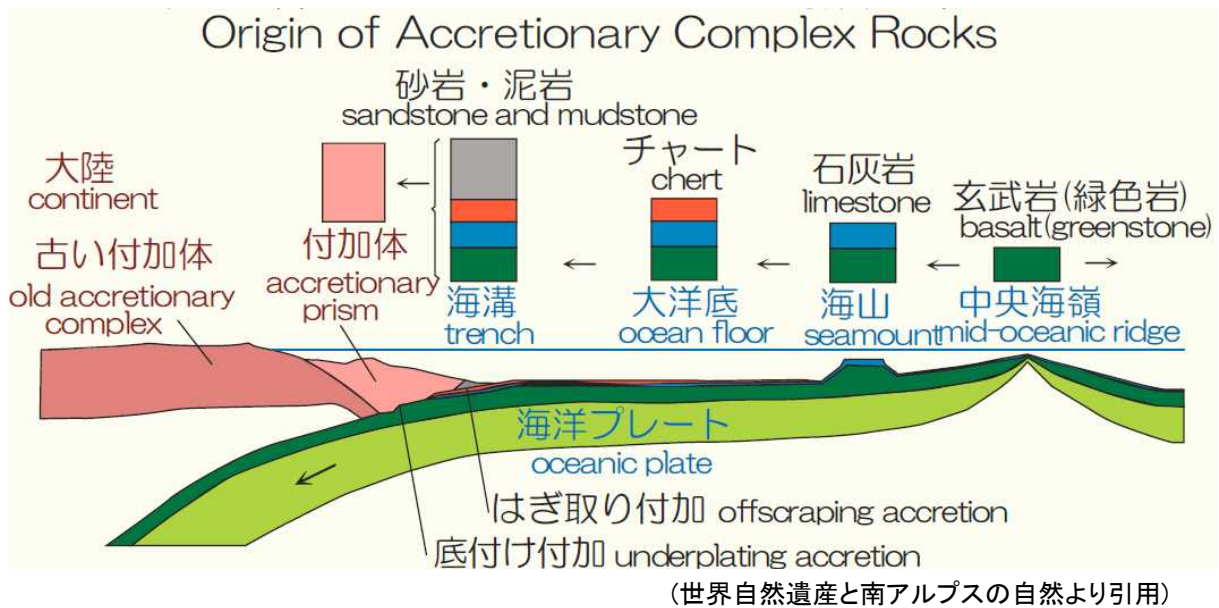 Origin of Accretionary Complex Rocks
砂岩・泥岩
sandstone and mudstone
チャート
chert
石灰岩
limestone
玄武岩(緑色岩)
basalt(greenstone)
大陸
continent
古い付加体
old accretionary
complex
付加体
accretionary
prism
海溝
trench
大洋底
ocean floor
海山
seamount
中央海嶺
mid-oceanic ridge
海洋プレート
oceanic plate
はぎ取り付加 offscraping accretion
底付け付加 underplating accretion
(世界自然遺産と南アルプスの自然より引用)